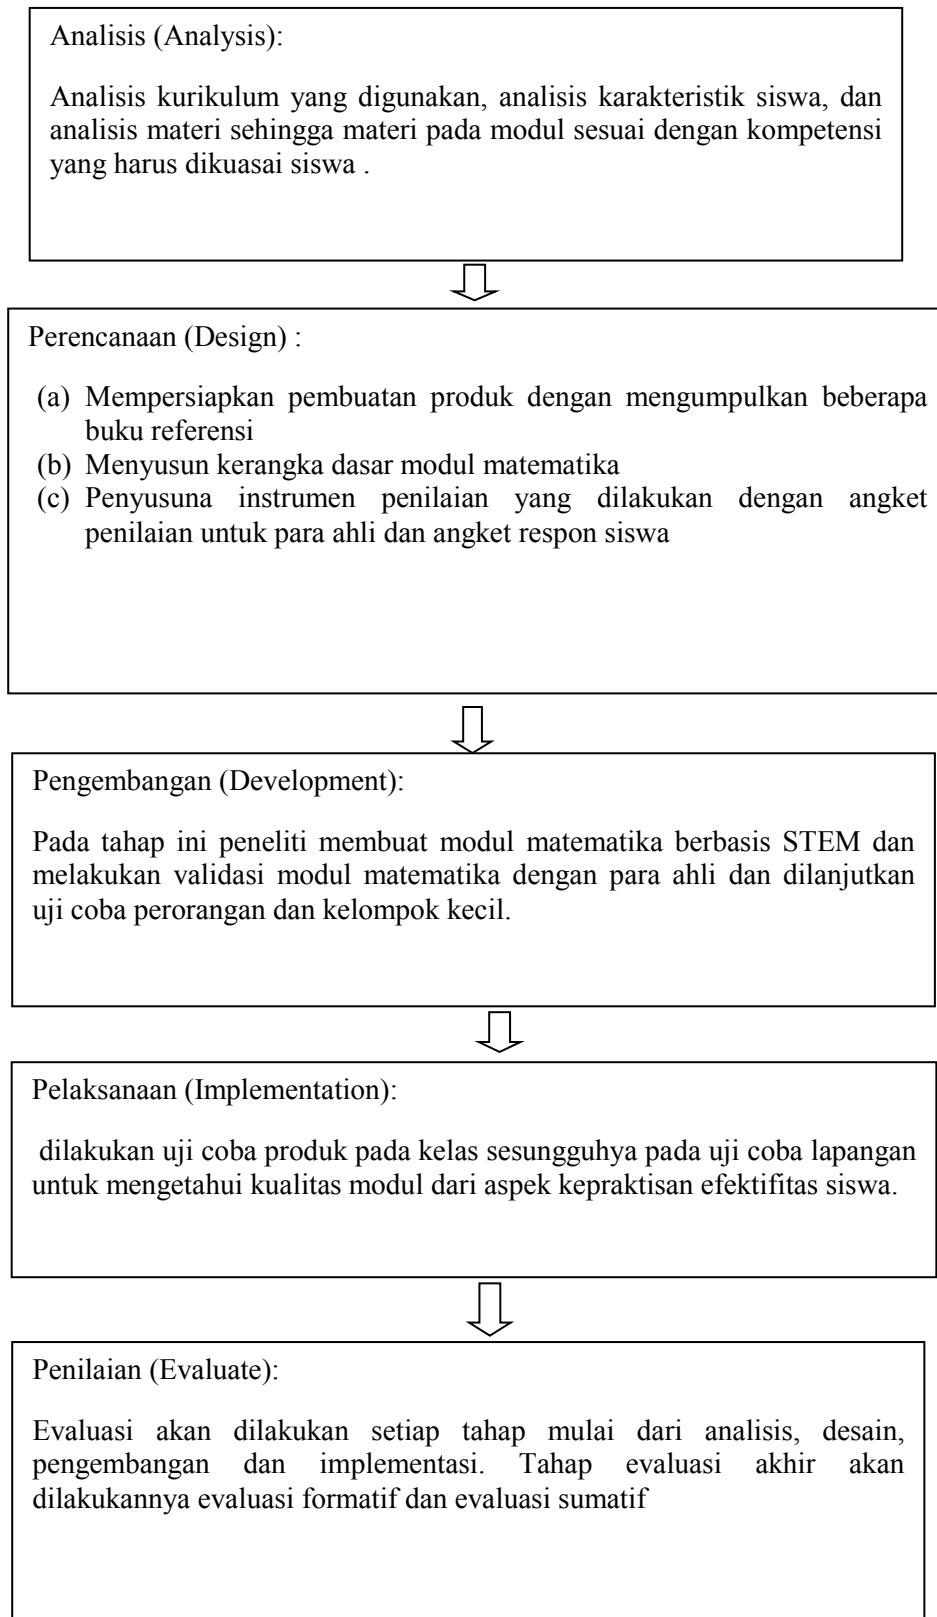 Analisis (Analysis):
Analisis kurikulum yang digunakan, analisis karakteristik siswa, dan
analisis materi sehingga materi pada modul sesuai dengan kompetensi
yang harus dikuasai siswa .
Perencanaan (Design) :
(a) Mempersiapkan pembuatan produk dengan mengumpulkan beberapa
buku referensi
(b) Menyusun kerangka dasar modul matematika
(c) Penyusuna instrumen penilaian yang dilakukan dengan angket
penilaian untuk para ahli dan angket respon siswa
Pengembangan (Development):
Pada tahap ini peneliti membuat modul matematika berbasis STEM dan
melakukan validasi modul matematika dengan para ahli dan dilanjutkan
uji coba perorangan dan kelompok kecil.
Pelaksanaan (Implementation):
dilakukan uji coba produk pada kelas sesungguhya pada uji coba lapangan
untuk mengetahui kualitas modul dari aspek kepraktisan efektifitas siswa.
Penilaian (Evaluate):
Evaluasi akan dilakukan setiap tahap mulai dari analisis, desain,
pengembangan dan implementasi. Tahap evaluasi akhir akan
dilakukannya evaluasi formatif dan evaluasi sumatif